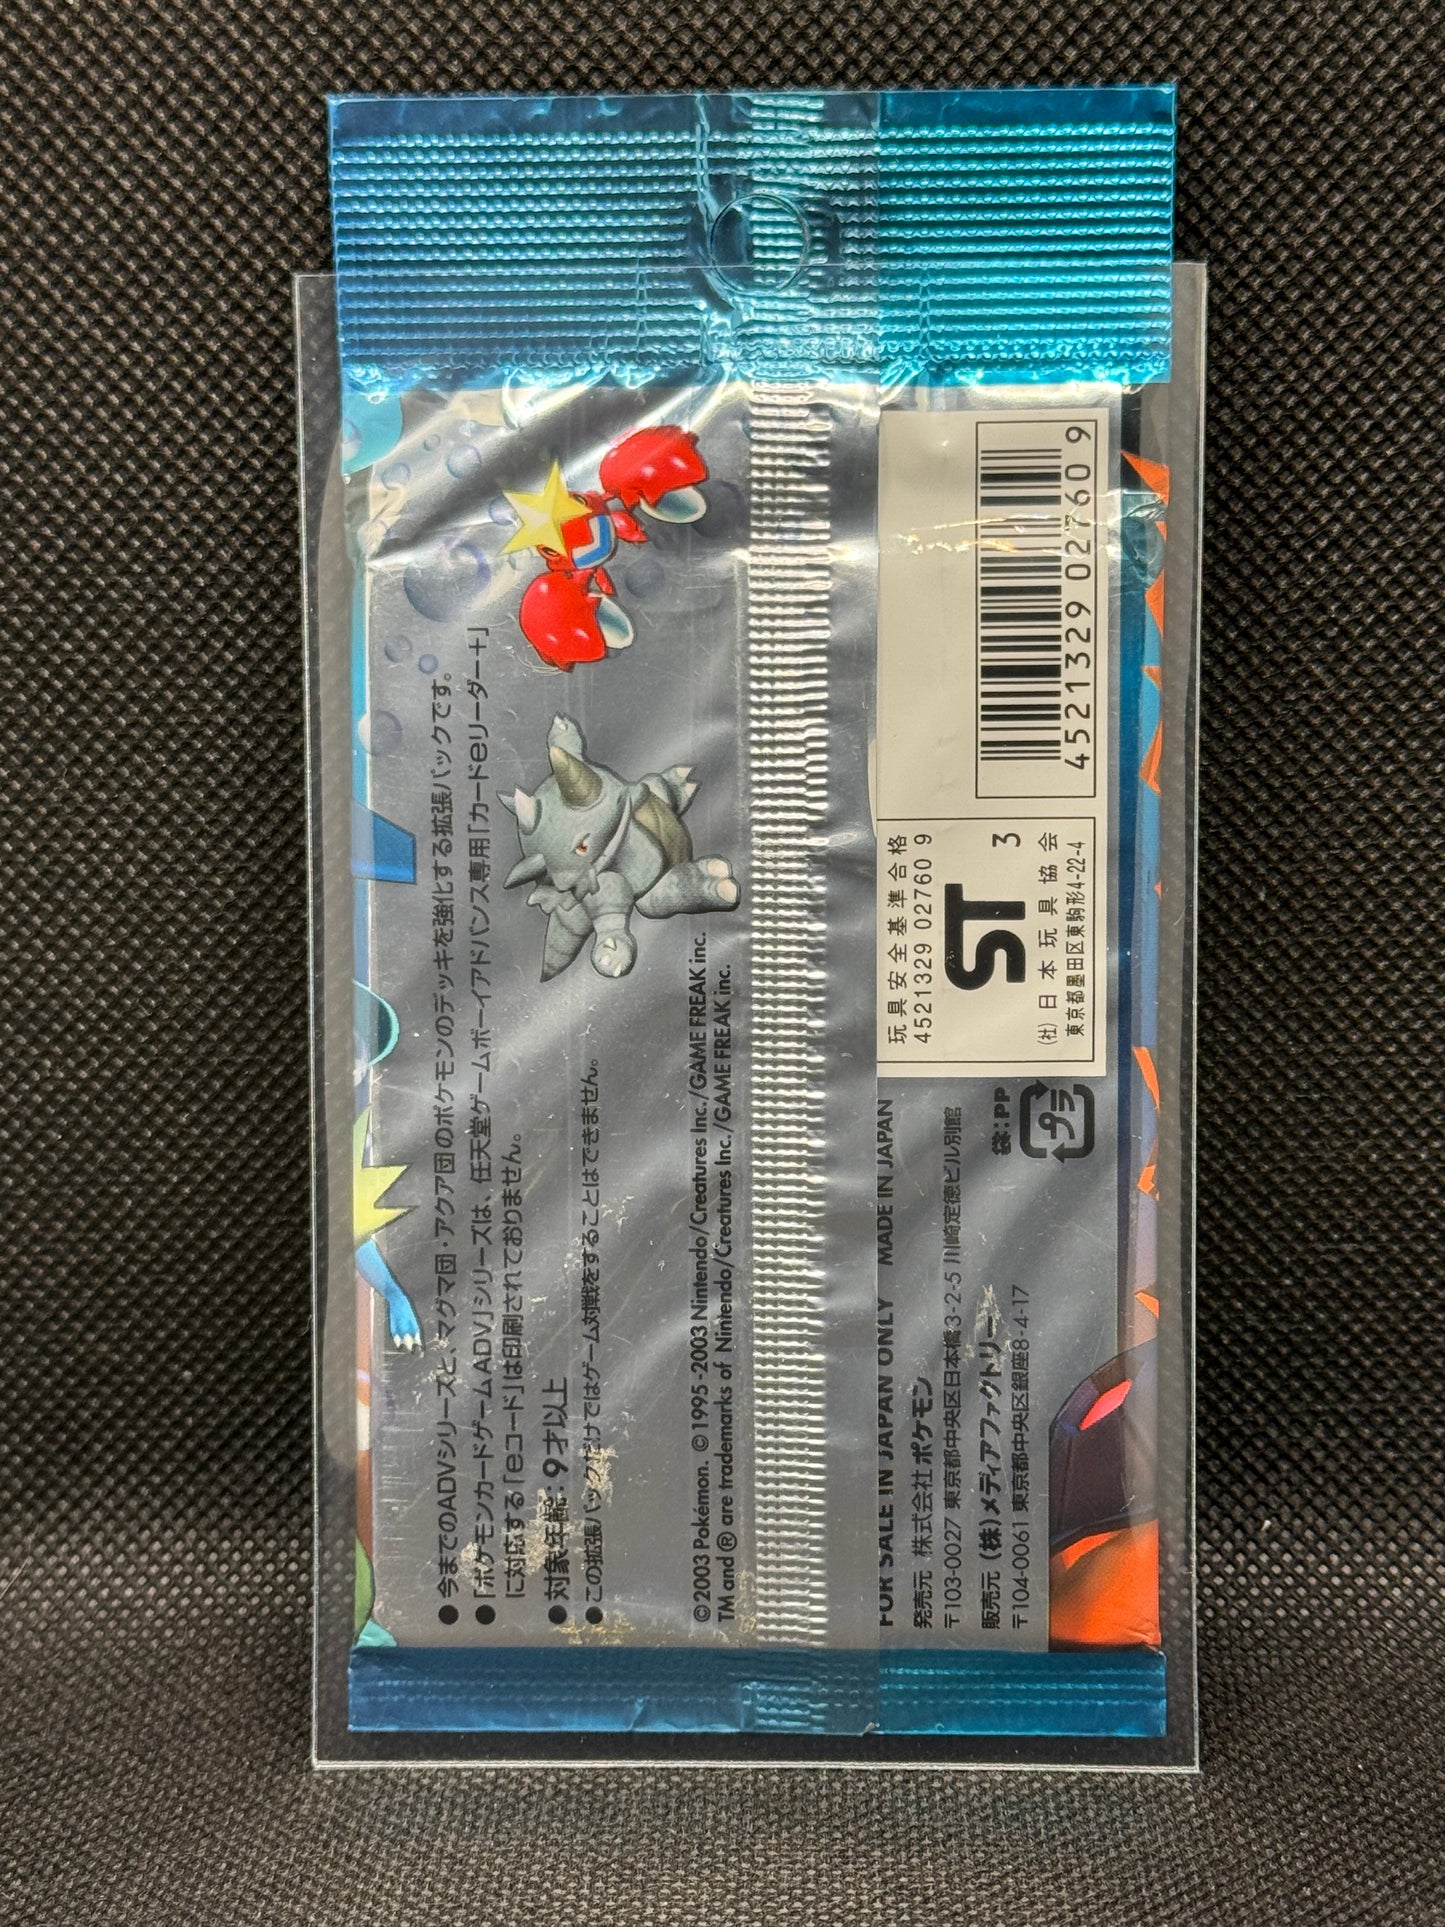 ●今までのADVシリーズと、マグマ団・アクア団のポケモンのデッキを強化する拡張パックです。
●「ポケモンカードゲームADV」シリーズは、任天堂ゲームボーイアドバンス専用「カードeリーダー+」
に対応する「eコード」は印刷されておりません。
●対象年齢:9才以上
●この拡張パックだけではゲーム対戦をすることはできません。
©2003 Pokémon. ©1995-2003 Nintendo/Creatures Inc./GAME FREAK inc.
TM and ® are trademarks of Nintendo/Creatures Inc./GAME FREAK inc.
FOR SALE IN JAPAN ONLY MADE IN JAPAN
発売元 株式会社ポケモン
〒103-0027 東京都中央区日本橋3-2-5 川崎定徳ビル別館
販売元 (株)メディアファクトリー
〒104-0061 東京都中央区銀座8-4-17
袋:PP
プラ
玩具安全基準合格
4521329 02760 9
ST 3
(社)日本玩具協会
東京都墨田区東駒形4-22-4
4521329027609